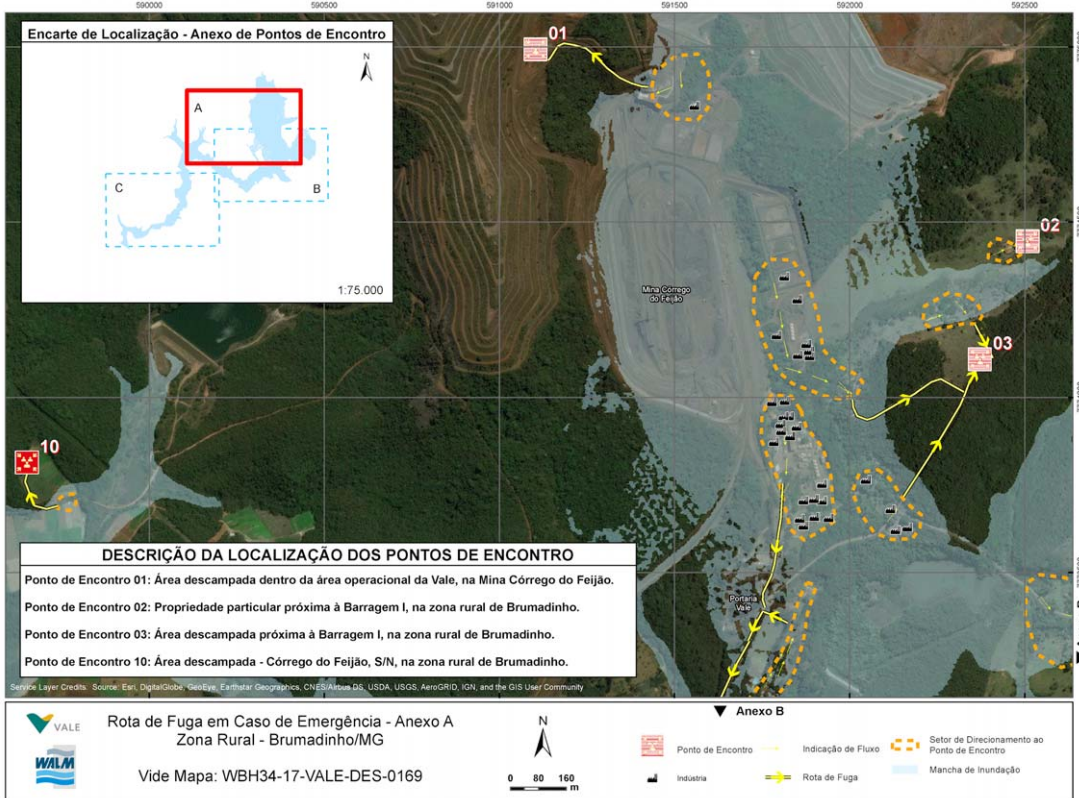 590000 590500 591000 591500 592000 592500
Encarte de Localização - Anexo de Pontos de Encontro
N
A
B
C
1:75.000
01
02
Mina Córrego
do Feijão
03
10
Portaria
Vale
DESCRIÇÃO DA LOCALIZAÇÃO DOS PONTOS DE ENCONTRO
Ponto de Encontro 01: Área descampada dentro da área operacional da Vale, na Mina Córrego do Feijão.
Ponto de Encontro 02: Propriedade particular próxima à Barragem I, na zona rural de Brumadinho.
Ponto de Encontro 03: Área descampada próxima à Barragem I, na zona rural de Brumadinho.
Ponto de Encontro 10: Área descampada - Córrego do Feijão, S/N, na zona rural de Brumadinho.
Service Layer Credits: Source: Esri, DigitalGlobe, GeoEye, Earthstar Geographics, CNES/Airbus DS, USDA, USGS, AeroGRID, IGN, and the GIS User Community
VALE
WALM
Rota de Fuga em Caso de Emergência - Anexo A
Zona Rural - Brumadinho/MG
Vide Mapa: WBH34-17-VALE-DES-0169
N
0 80 160
m
Anexo B
Ponto de Encontro
Indicação de Fluxo
Setor de Direcionamento ao
Ponto de Encontro
Indústria
Rota de Fuga
Mancha de Inundação